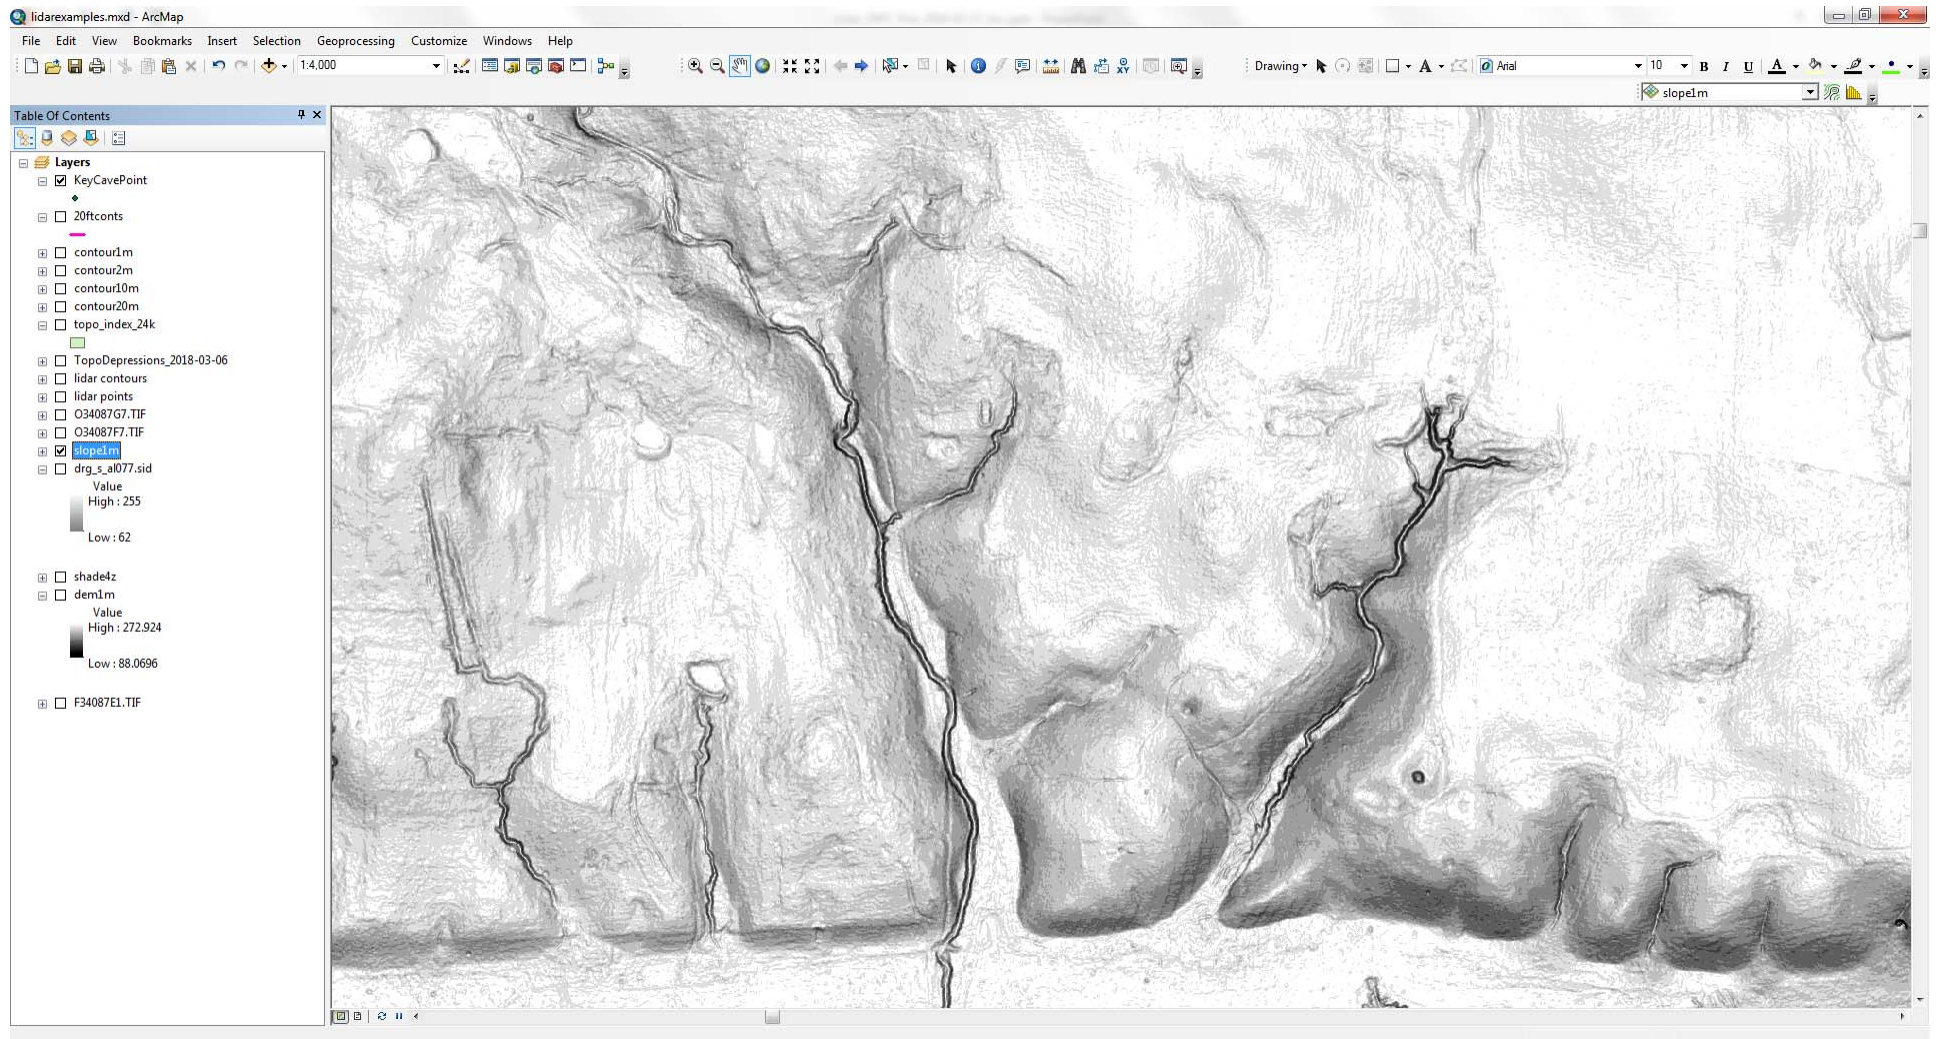 lidarexamples.mxd - ArcMap
File Edit View Bookmarks Insert Selection Geoprocessing Customize Windows Help
1:4,000 Drawing A Arial 10 B I U A
slope1m
Table Of Contents
Layers
KeyCavePoint
20ftconts
contour1m
contour2m
contour10m
contour20m
topo_index_24k
TopoDepressions_2018-03-06
lidar contours
lidar points
O34087G7.TIF
O34087F7.TIF
slope1m
drg_s_al077.sid
Value
High : 255
Low : 62
shade4z
dem1m
Value
High : 272.924
Low : 88.0696
F34087E1.TIF